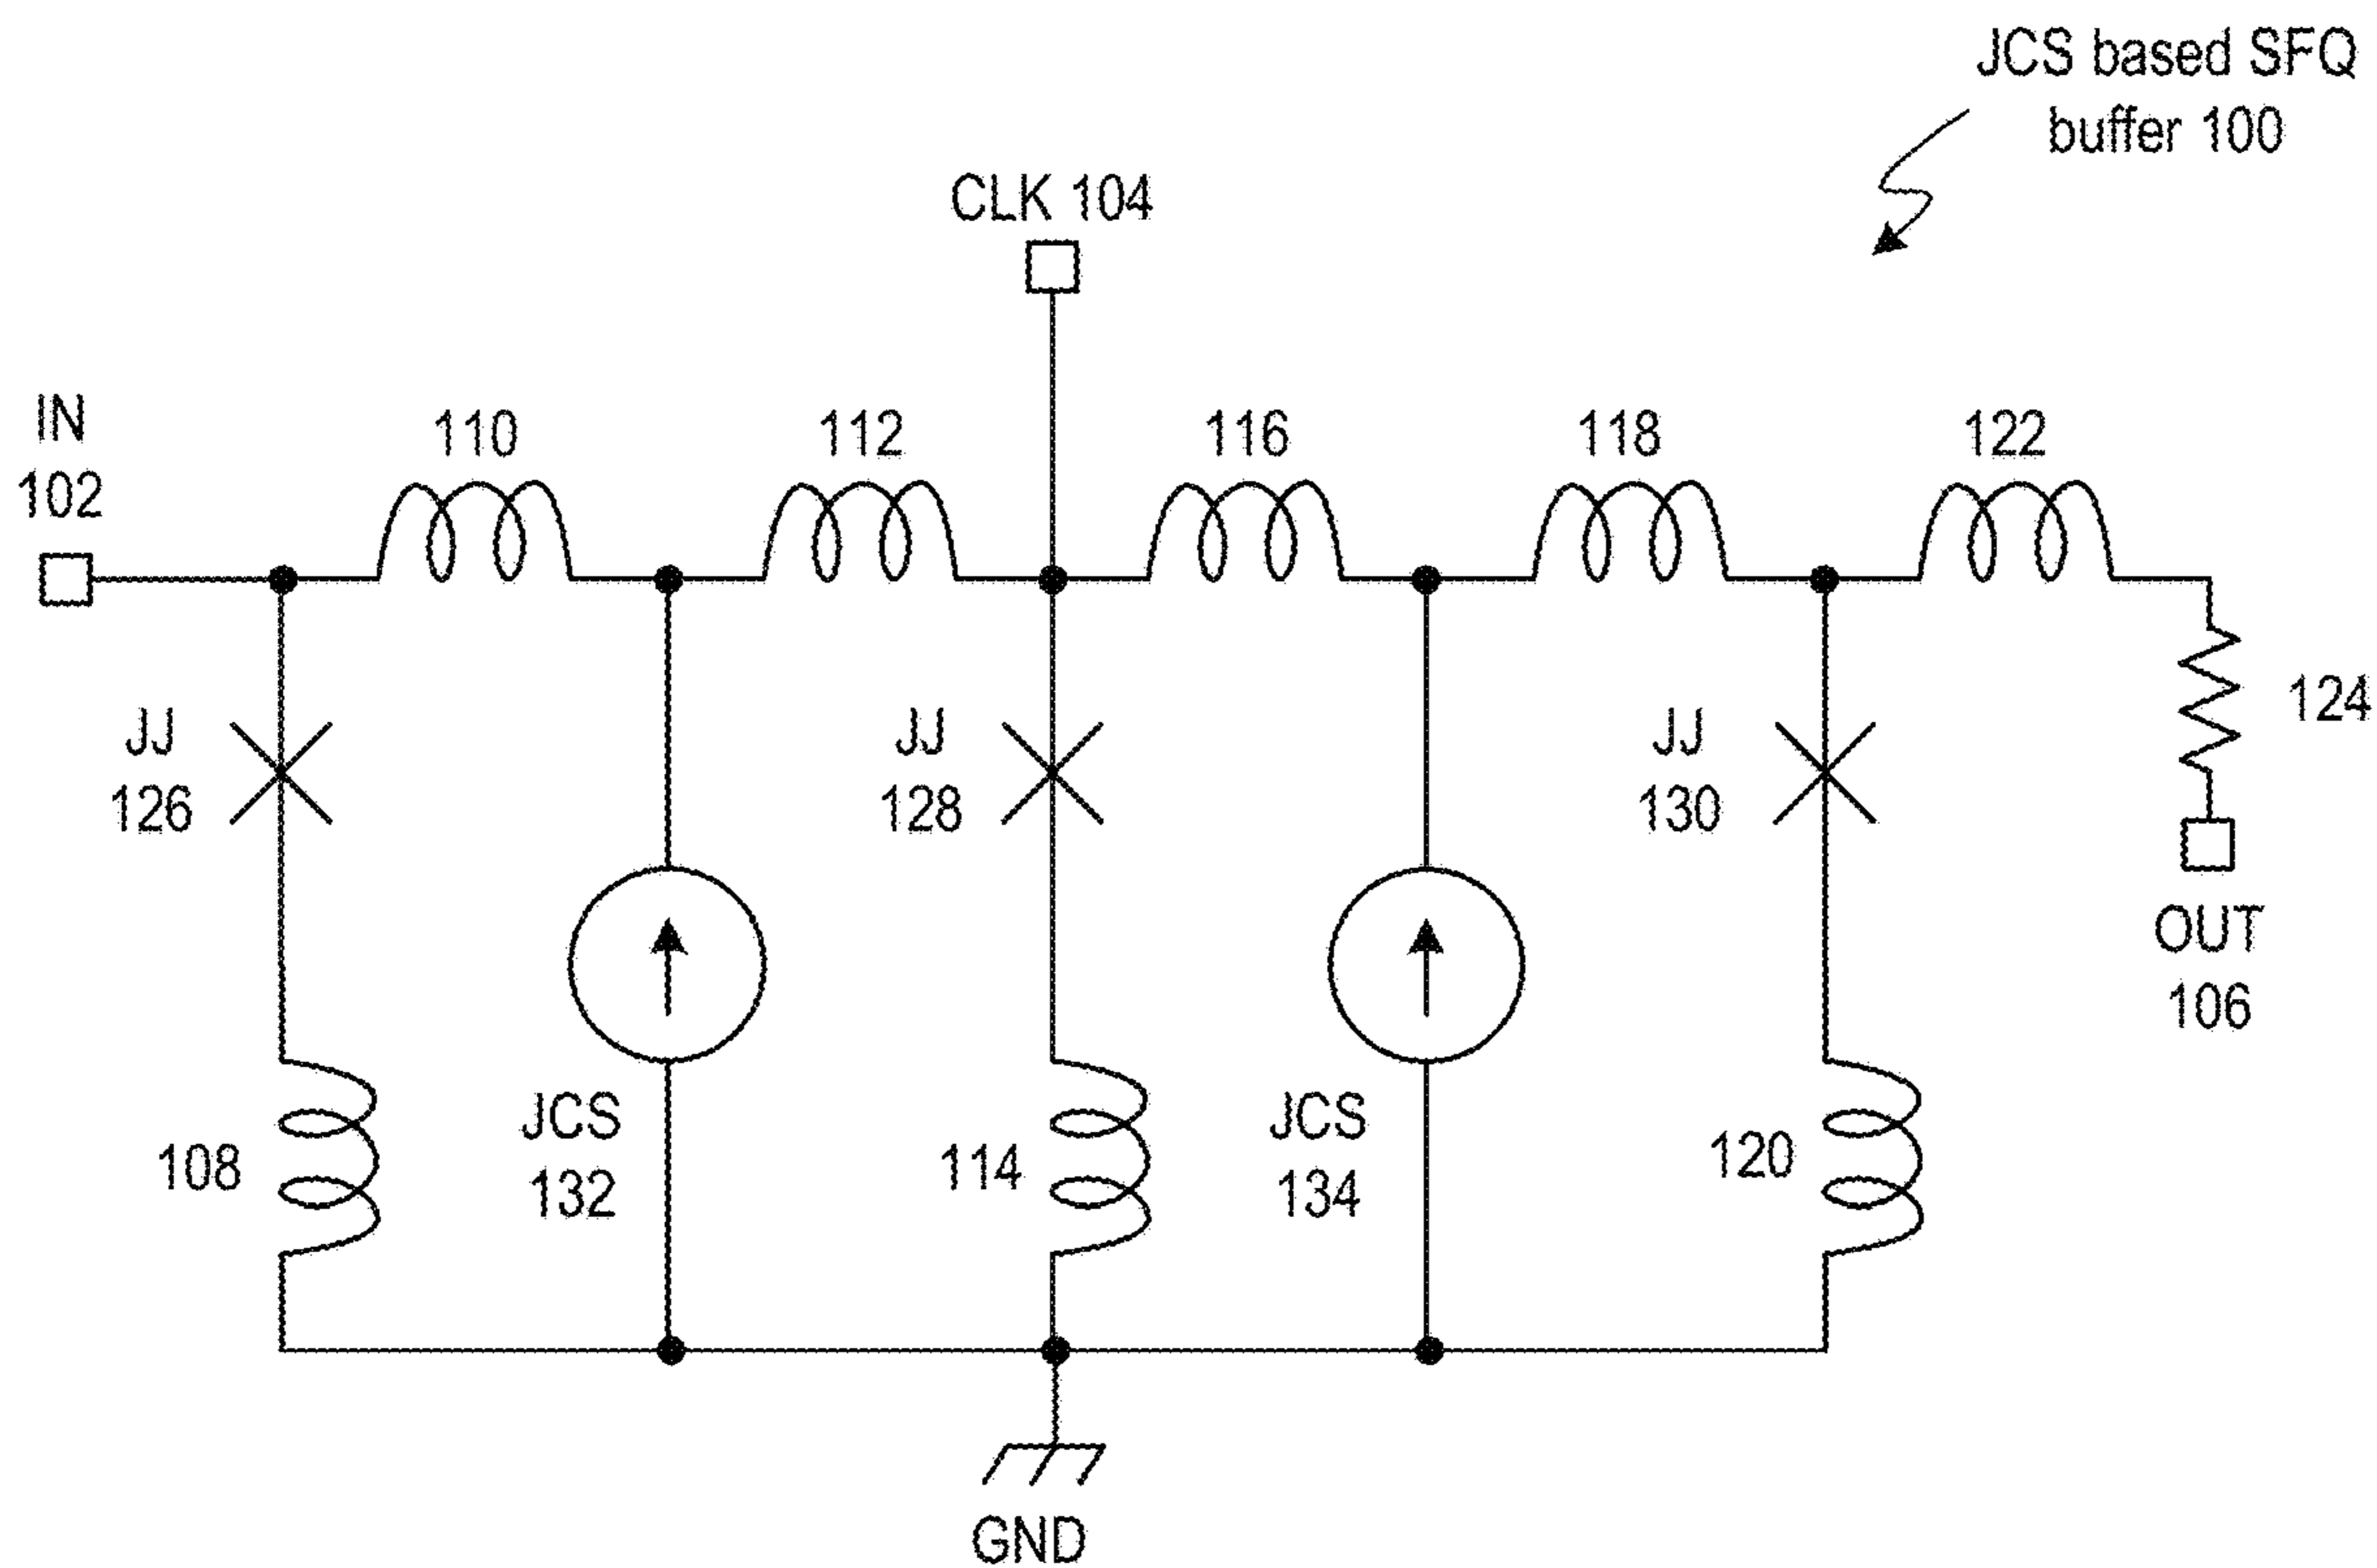 JCS based SFQ
buffer 100
CLK 104
IN
102
110
112
116
118
122
JJ
126
JJ
128
JJ
130
124
OUT
106
108
JCS
132
114
JCS
134
120
GND